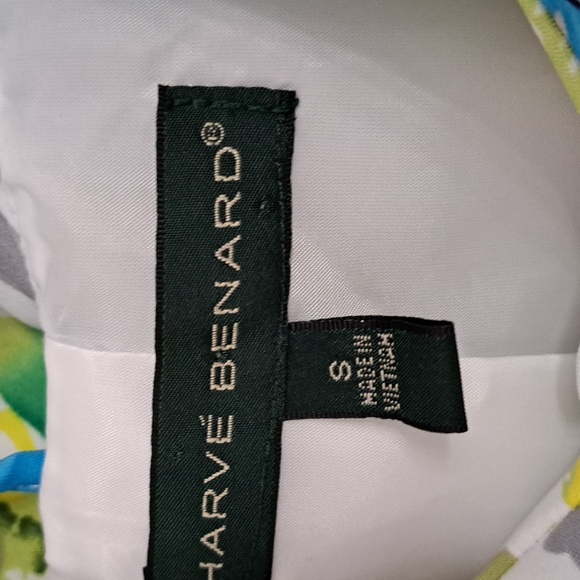 HARVÉ BENARD®
S
MADE IN
VIETNAM